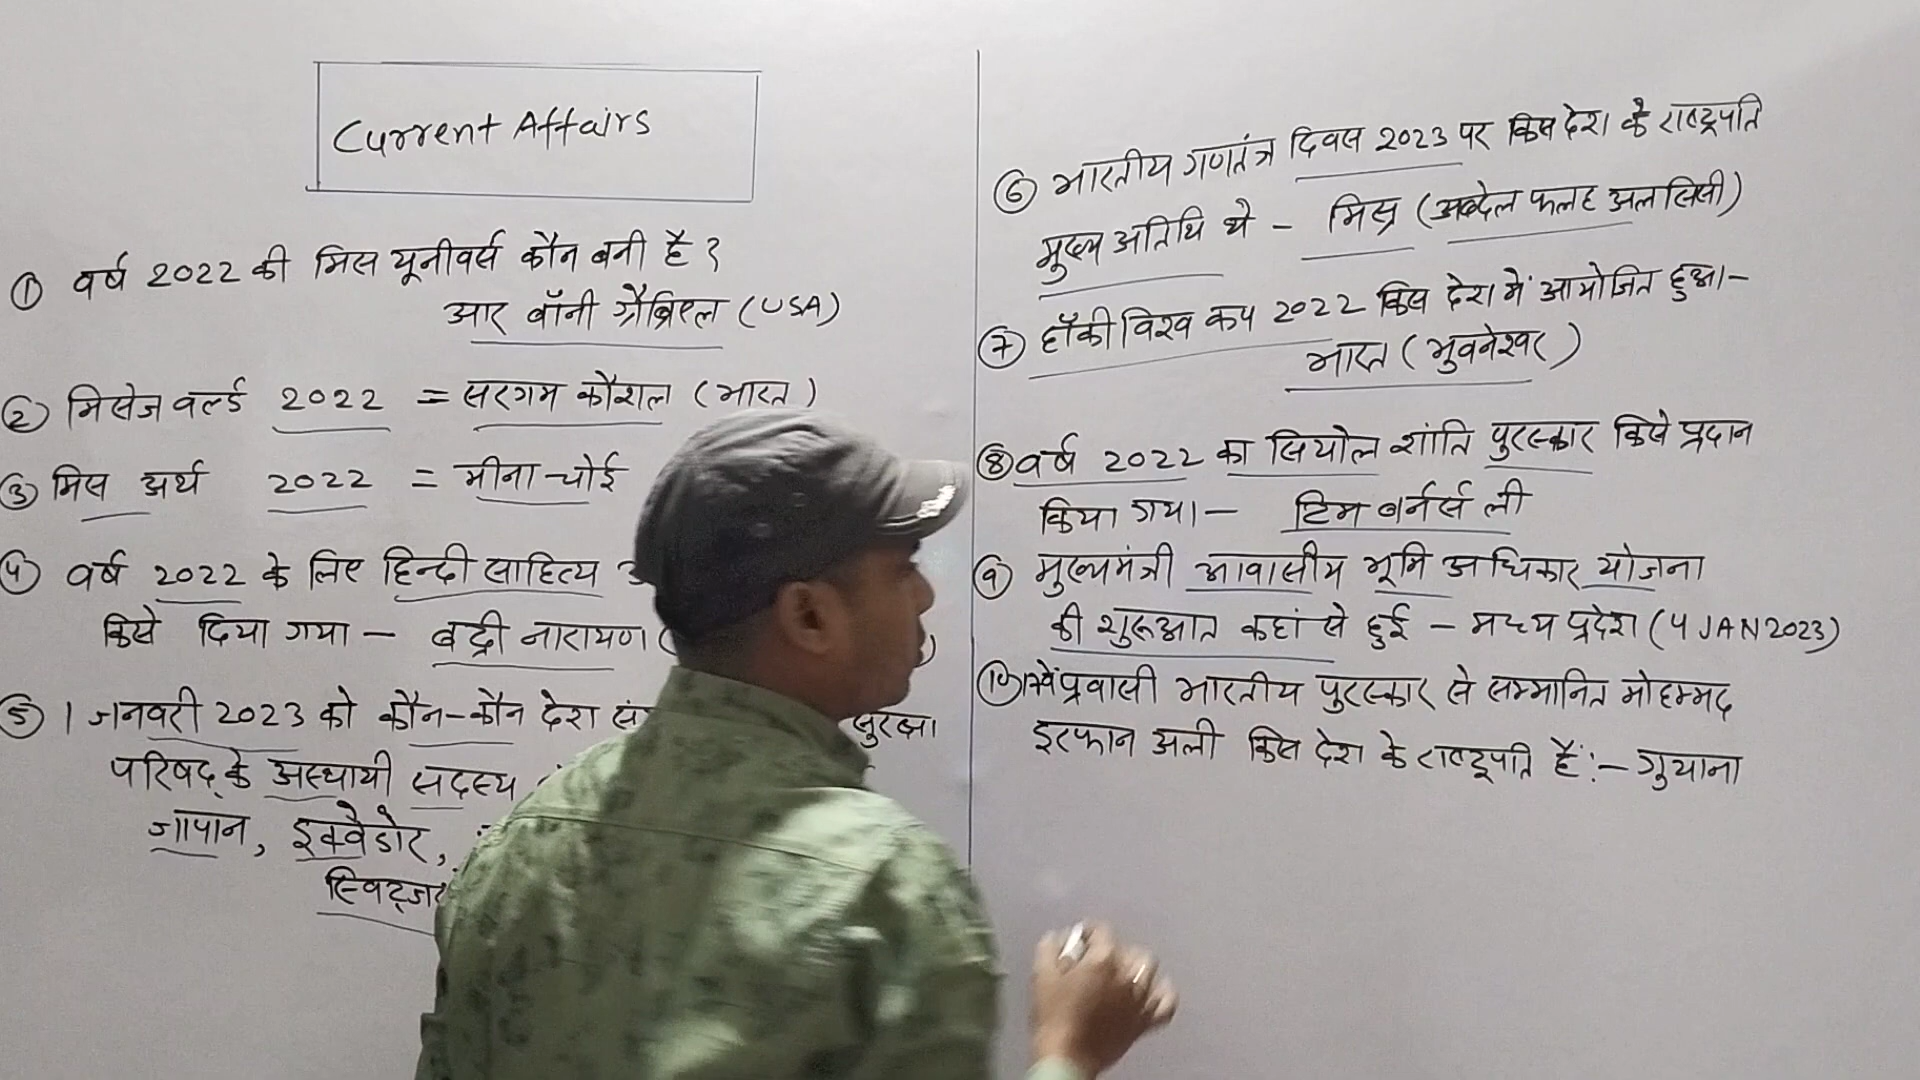 Current Affairs
① वर्ष 2022 की मिस यूनीवर्स कौन बनी है ?
आर बॉनी ग्रैब्रिएल (USA)
② मिसेज वर्ल्ड 2022 = सरगम कौशल (भारत)
③ मिस अर्थ 2022 = मीना-चोई
④ वर्ष 2022 के लिए हिन्दी साहित्य
किसे दिया गया – बद्री नारायण (
⑤ 1 जनवरी 2023 को कौन-कौन देश सुरक्षा
परिषद् के अस्थायी सदस्य
जापान, इक्वेडोर,
⑥ भारतीय गणतंत्र दिवस 2023 पर किस देश के राष्ट्रपति
मुख्य अतिथि थे – मिस्र (अब्देल फतह अल सिसी)
⑦ हॉकी विश्व कप 2022 किस देश में आयोजित हुआ–
भारत (भुवनेश्वर)
⑧ वर्ष 2022 का सियोल शांति पुरस्कार किसे प्रदान
किया गया – टिम बर्नर्स ली
⑨ मुख्यमंत्री आवासीय भूमि अधिकार योजना
की शुरूआत कहां से हुई – मध्य प्रदेश (4 JAN 2023)
⑩ 17वें प्रवासी भारतीय पुरस्कार से सम्मानित मोहम्मद
इरफान अली किस देश के राष्ट्रपति हैं:– गुयाना